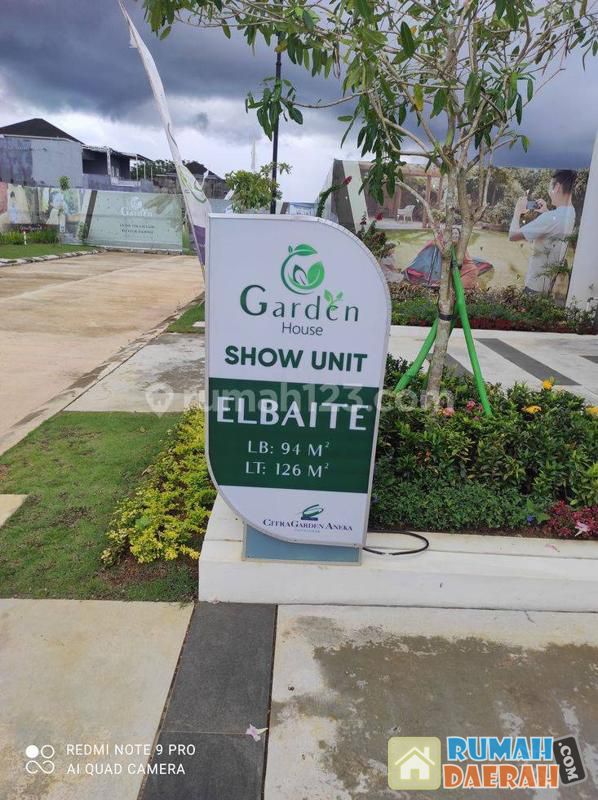 Garden
House
SHOW UNIT
rumah123.com
ELBAITE
LB: 94 M²
LT: 126 M²
CITRAGARDEN ANEKA
REDMI NOTE 9 PRO
AI QUAD CAMERA
RUMAH
DAERAH.com